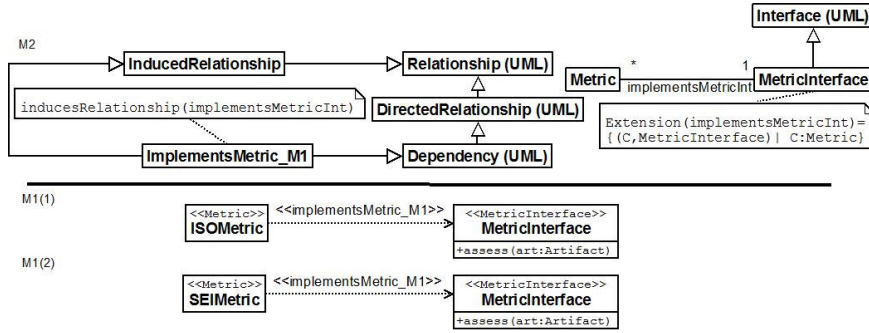 Interface (UML)
M2
InducedRelationship
Relationship (UML)
Metric
*
1
implementsMetricInt
MetricInterface
inducesRelationship(implementsMetricInt)
DirectedRelationship (UML)
Extension(implementsMetricInt)=
{(C,MetricInterface)| C:Metric}
ImplementsMetric_M1
Dependency (UML)
M1(1)
<<Metric>>
ISOMetric
<<implementsMetric_M1>>
<<MetricInterface>>
MetricInterface
+assess(art:Artifact)
M1(2)
<<Metric>>
SEIMetric
<<implementsMetric_M1>>
<<MetricInterface>>
MetricInterface
+assess(art:Artifact)